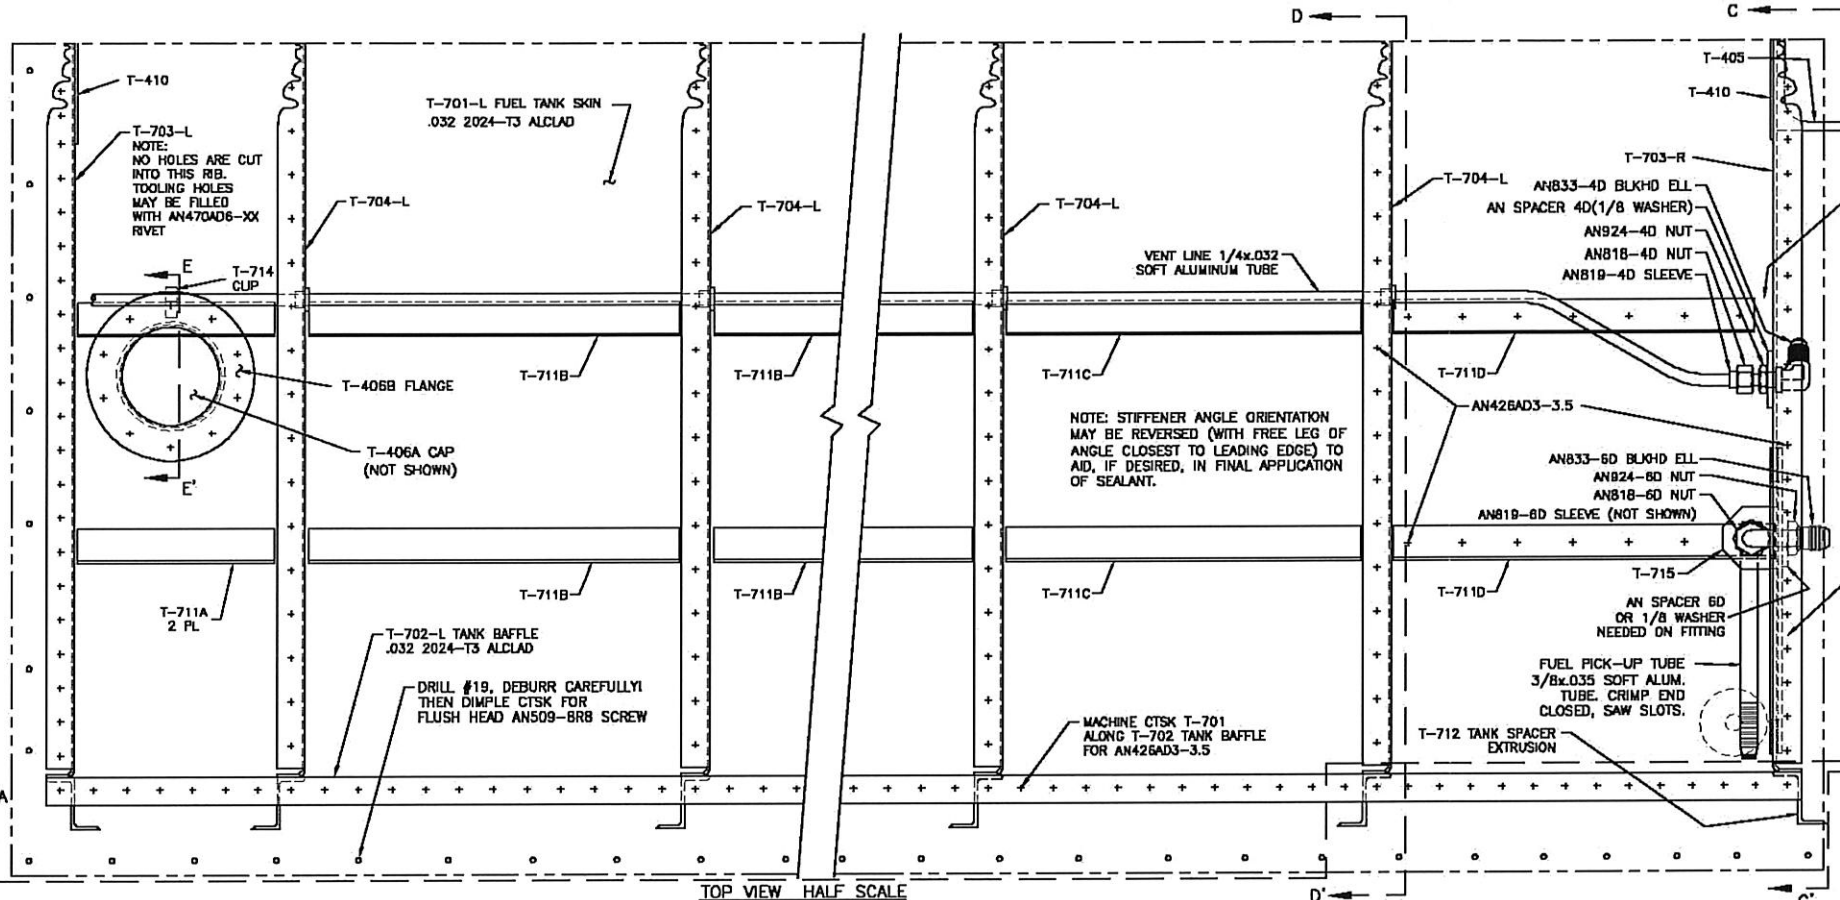 D
C
T-410
T-701-L FUEL TANK SKIN
.032 2024-T3 ALCLAD
T-405
T-410
T-703-L
NOTE:
NO HOLES ARE CUT
INTO THIS RIB.
TOOLING HOLES
MAY BE FILLED
WITH AN470AD6-XX
RIVET
T-704-L
T-704-L
T-704-L
T-704-L
T-703-R
AN833-4D BLKHD ELL
AN SPACER 4D(1/8 WASHER)
AN924-4D NUT
AN818-4D NUT
AN819-4D SLEEVE
E
T-714
CLIP
VENT LINE 1/4x.032
SOFT ALUMINUM TUBE
T-406B FLANGE
T-711B
T-711B
T-711C
T-711D
T-406A CAP
(NOT SHOWN)
E'
NOTE: STIFFENER ANGLE ORIENTATION
MAY BE REVERSED (WITH FREE LEG OF
ANGLE CLOSEST TO LEADING EDGE) TO
AID, IF DESIRED, IN FINAL APPLICATION
OF SEALANT.
AN426AD3-3.5
AN833-6D BLKHD ELL
AN924-6D NUT
AN818-6D NUT
AN819-6D SLEEVE (NOT SHOWN)
T-711A
2 PL
T-711B
T-711B
T-711C
T-711D
T-715
AN SPACER 6D
OR 1/8 WASHER
NEEDED ON FITTING
T-702-L TANK BAFFLE
.032 2024-T3 ALCLAD
DRILL #19, DEBURR CAREFULLY!
THEN DIMPLE CTSK FOR
FLUSH HEAD AN509-8R8 SCREW
MACHINE CTSK T-701
ALONG T-702 TANK BAFFLE
FOR AN426AD3-3.5
FUEL PICK-UP TUBE
3/8x.035 SOFT ALUM.
TUBE. CRIMP END
CLOSED, SAW SLOTS.
T-712 TANK SPACER
EXTRUSION
A
TOP VIEW HALF SCALE
D'